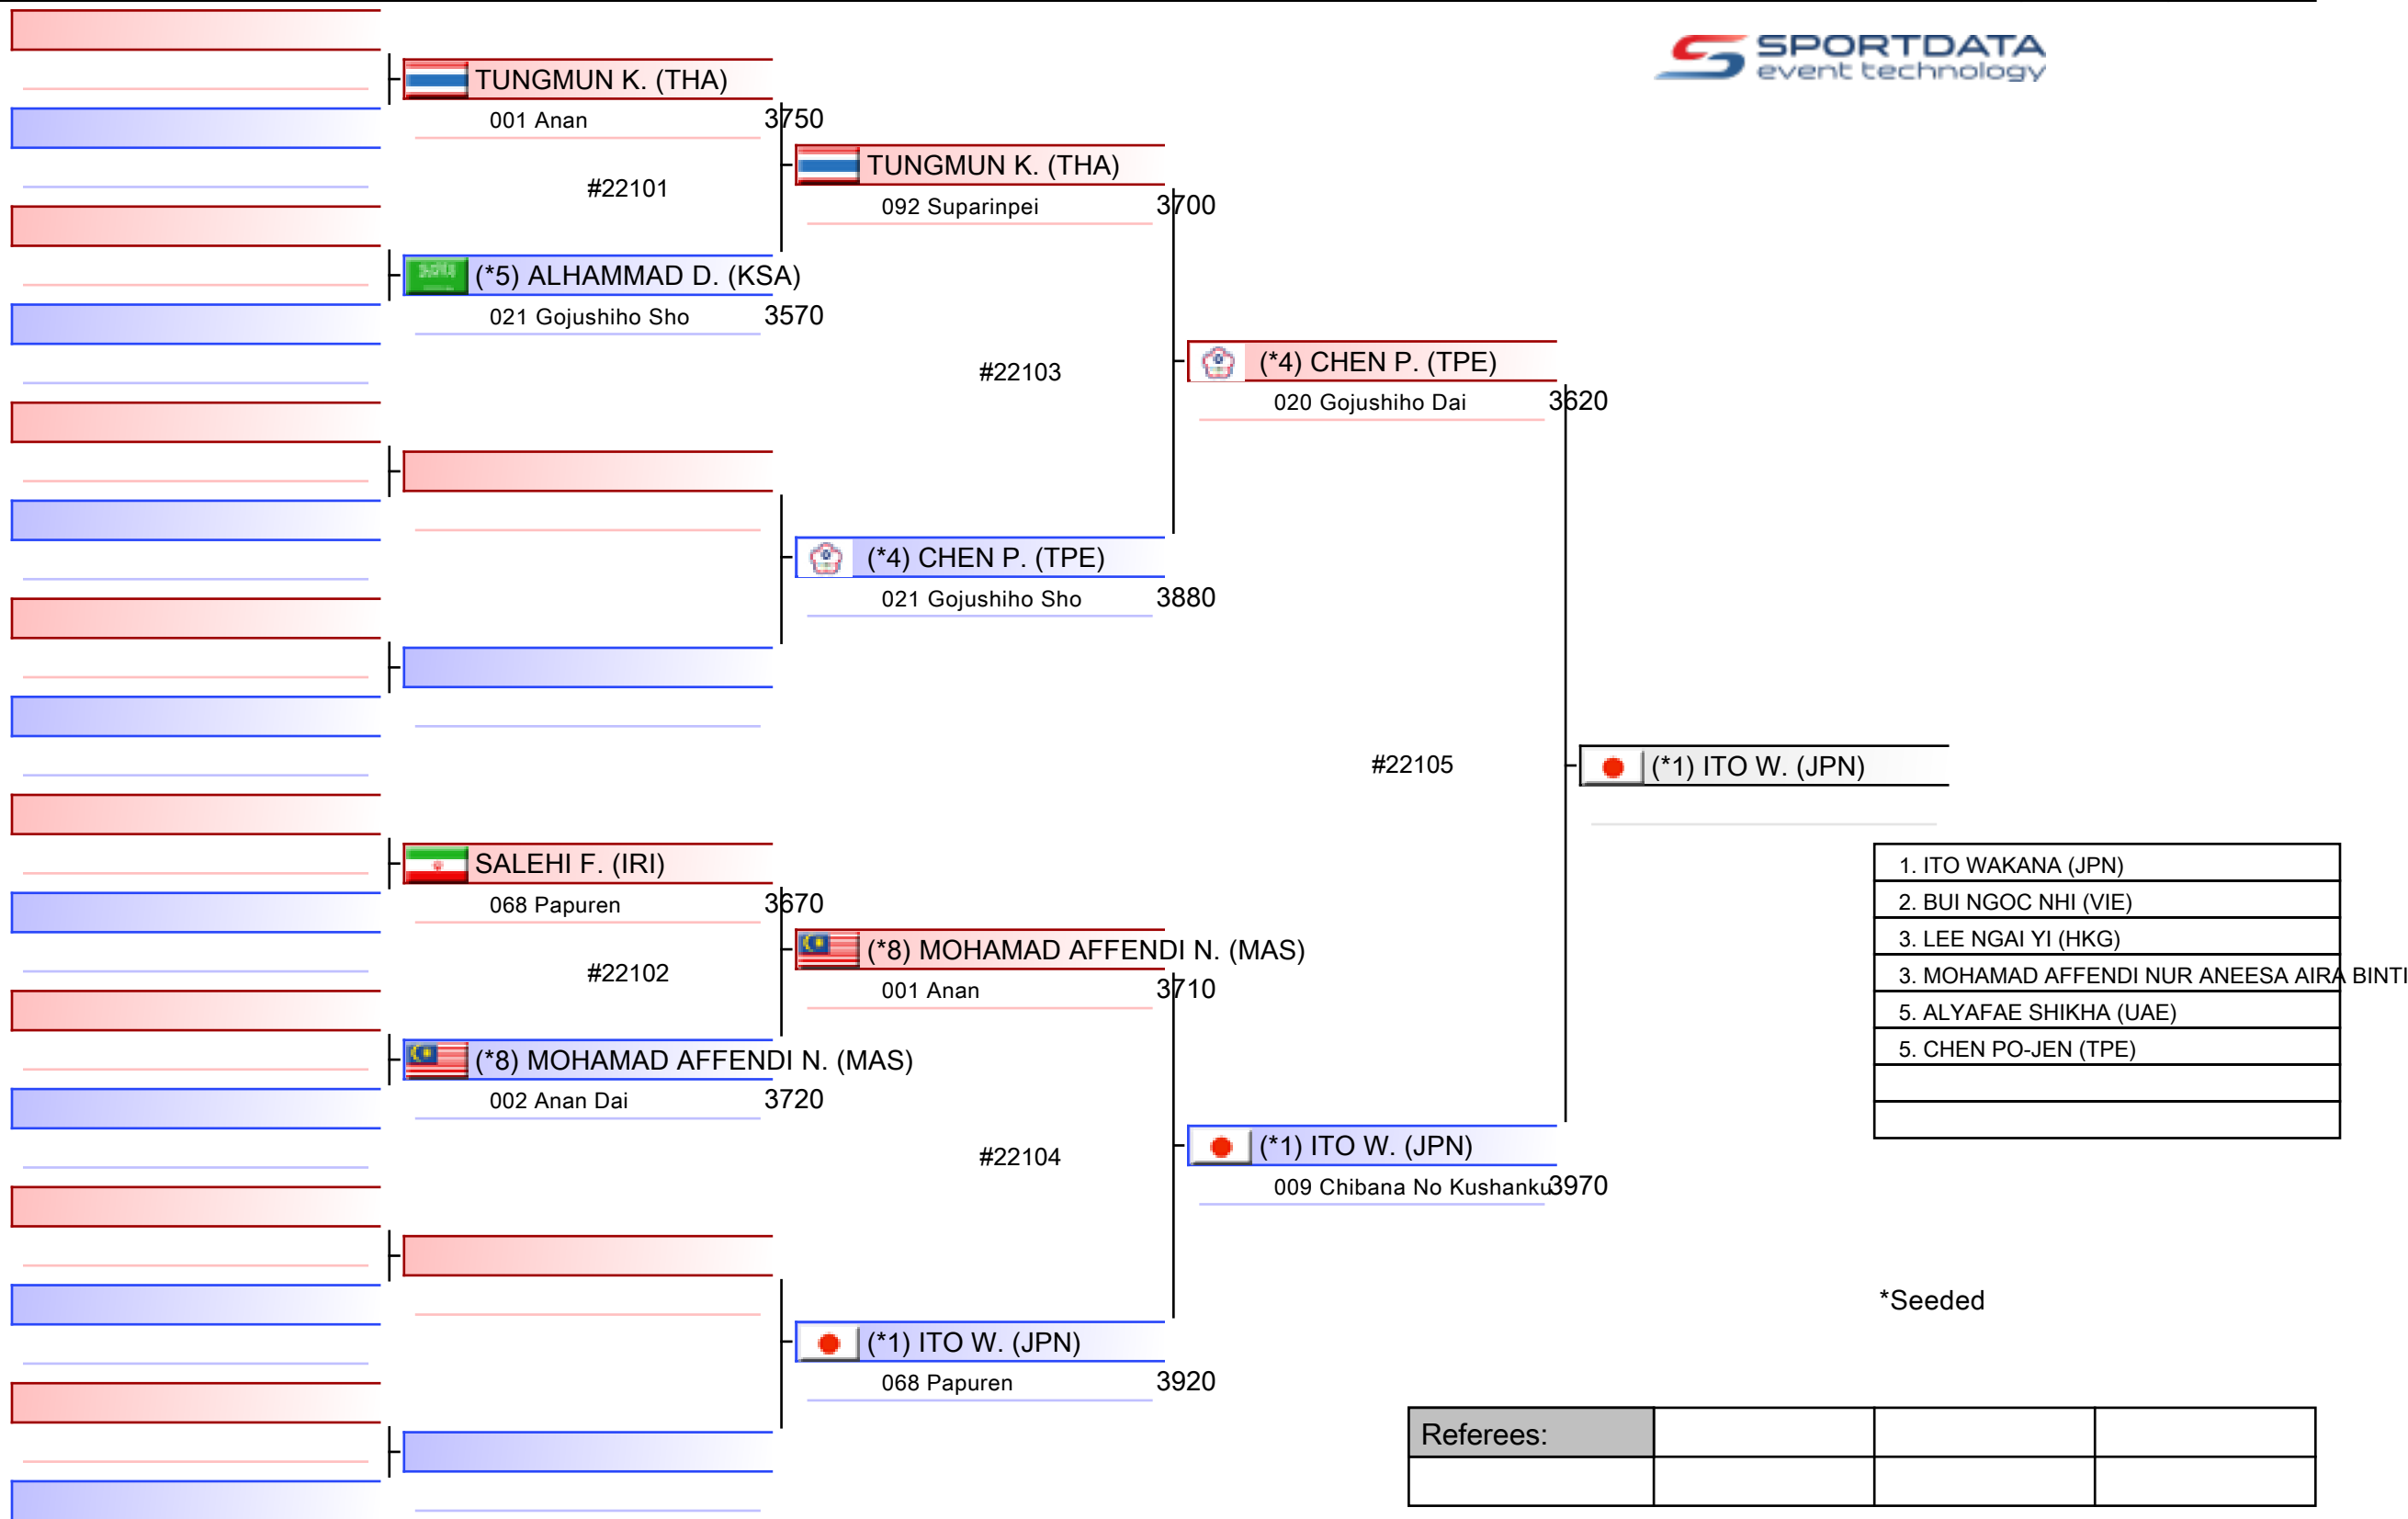 SPORTDATA
event technology
TUNGMUN K. (THA)
001 Anan 3750
#22101
(*5) ALHAMMAD D. (KSA)
021 Gojushiho Sho 3570
SALEHI F. (IRI)
068 Papuren 3670
#22102
(*8) MOHAMAD AFFENDI N. (MAS)
002 Anan Dai 3720
TUNGMUN K. (THA)
092 Suparinpei 3700
#22103
(*4) CHEN P. (TPE)
021 Gojushiho Sho 3880
(*8) MOHAMAD AFFENDI N. (MAS)
001 Anan 3710
#22104
(*1) ITO W. (JPN)
068 Papuren 3920
(*4) CHEN P. (TPE)
020 Gojushiho Dai 3620
#22105
(*1) ITO W. (JPN)
009 Chibana No Kushanku 3970
(*1) ITO W. (JPN)
1. ITO WAKANA (JPN)
2. BUI NGOC NHI (VIE)
3. LEE NGAI YI (HKG)
3. MOHAMAD AFFENDI NUR ANEESA AIRA BINTI
5. ALYAFAE SHIKHA (UAE)
5. CHEN PO-JEN (TPE)
*Seeded
Referees: